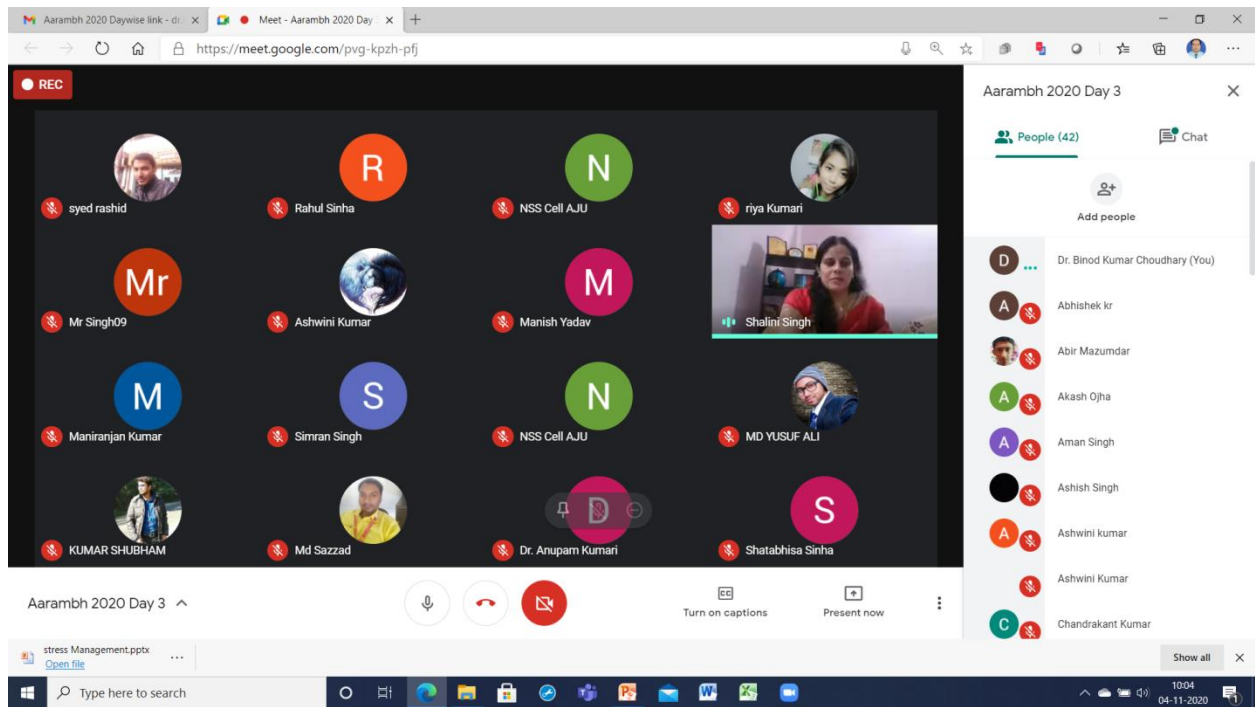 Aarambh 2020 Daywise link - dr.
Meet - Aarambh 2020 Day
https://meet.google.com/pvg-kpzh-pfj
REC
syed rashid
R
Rahul Sinha
N
NSS Cell AJU
riya Kumari
Mr
Mr Singh09
Ashwini Kumar
M
Manish Yadav
Shalini Singh
M
Maniranjan Kumar
S
Simran Singh
N
NSS Cell AJU
MD YUSUF ALI
KUMAR SHUBHAM
Md Sazzad
D
Dr. Anupam Kumari
S
Shatabhisa Sinha
Aarambh 2020 Day 3
People (42)
Chat
Add people
D
Dr. Binod Kumar Choudhary (You)
A
Abhishek kr
Abir Mazumdar
A
Akash Ojha
A
Aman Singh
Ashish Singh
A
Ashwini kumar
Ashwini Kumar
C
Chandrakant Kumar
Aarambh 2020 Day 3
CC
Turn on captions
Present now
stress Management.pptx
Open file
Show all
Type here to search
10:04
04-11-2020
1